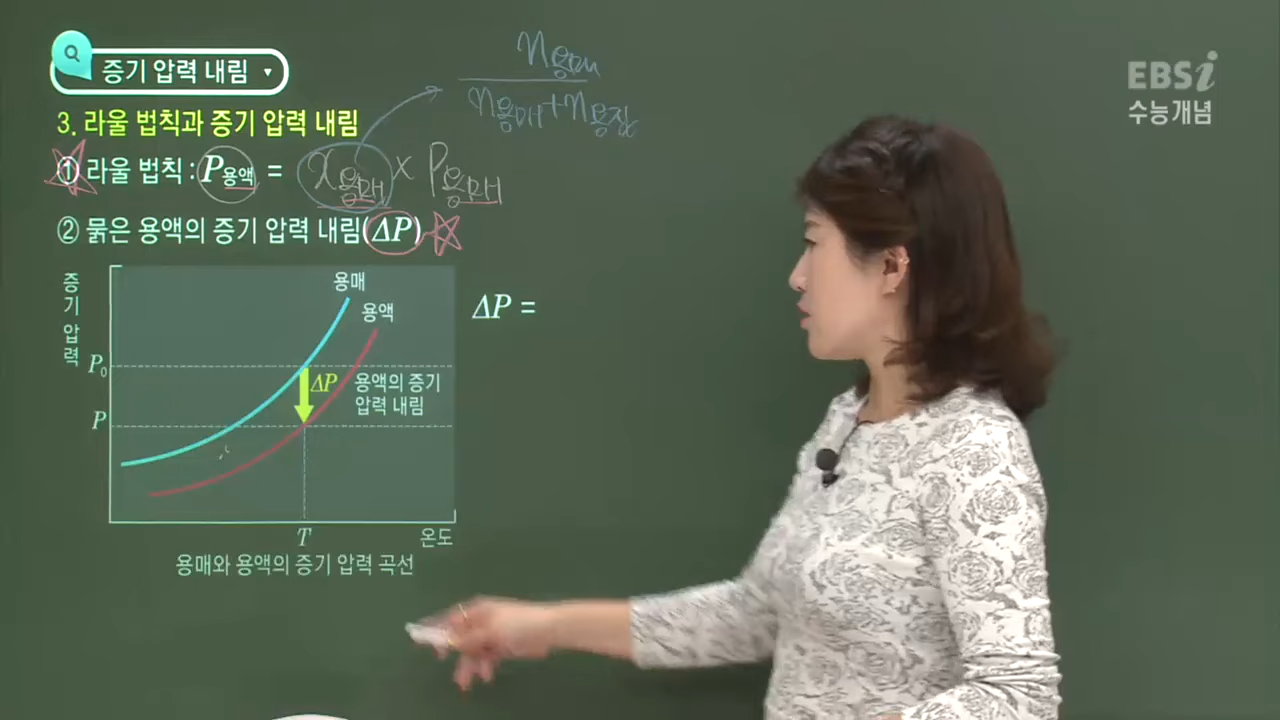 증기 압력 내림
EBSi
수능개념
n용매
n용매+n용질
3. 라울 법칙과 증기 압력 내림
① 라울 법칙 : P용액 = x용매 × P용매
② 묽은 용액의 증기 압력 내림(ΔP)
증기 압력
용매
용액
P₀
P
ΔP
용액의 증기
압력 내림
T
온도
용매와 용액의 증기 압력 곡선
ΔP =